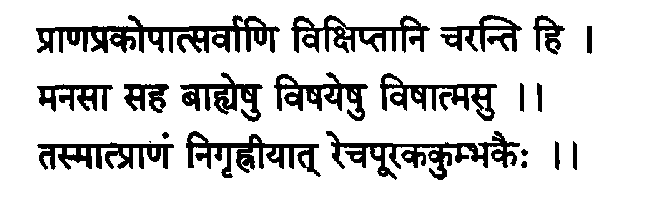 प्राणप्रकोपात्सर्वाणि विक्षिप्तानि चरन्ति हि ।
मनसा सह बाह्येषु विषयेषु विषात्मसु ।।
तस्मात्प्राणं निगृह्णीयात् रेचपूरककुम्भकैः ।।